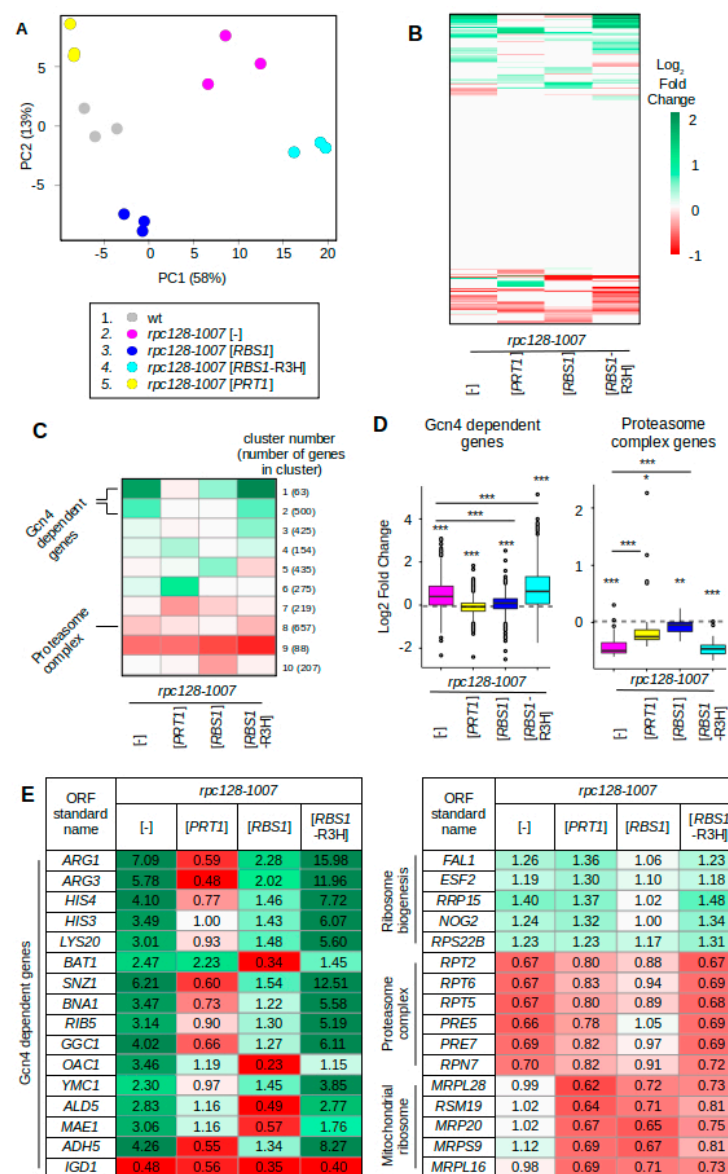 A
PC2 (13%)
5
0
-5
-5
0
5
10
15
20
PC1 (58%)
1. wt
2. rpc128-1007 [-]
3. rpc128-1007 [RBS1]
4. rpc128-1007 [RBS1-R3H]
5. rpc128-1007 [PRT1]
B
Log2
Fold
Change
2
1
0
-1
rpc128-1007
[-]
[PRT1]
[RBS1]
[RBS1-
R3H]
C
cluster number
(number of genes
in cluster)
Gcn4
dependent
genes
Proteasome
complex
1 (63)
2 (500)
3 (425)
4 (154)
5 (435)
6 (275)
7 (219)
8 (657)
9 (88)
10 (207)
rpc128-1007
[-]
[PRT1]
[RBS1]
[RBS1
-R3H]
D
Gcn4 dependent
genes
Log2 Fold Change
4
2
0
-2
***
***
***
***
***
***
rpc128-1007
[-]
[PRT1]
[RBS1]
[RBS1-
R3H]
Proteasome
complex genes
2
0
***
*
***
***
**
***
rpc128-1007
[-]
[PRT1]
[RBS1]
[RBS1
-R3H]
E
ORF
standard
name
rpc128-1007
[-] [PRT1] [RBS1] [RBS1
-R3H]
Gcn4 dependent genes
ARG1 7.09 0.59 2.28 15.98
ARG3 5.78 0.48 2.02 11.96
HIS4 4.10 0.77 1.46 7.72
HIS3 3.49 1.00 1.43 6.07
LYS20 3.01 0.93 1.48 5.60
BAT1 2.47 2.23 0.34 1.45
SNZ1 6.21 0.60 1.54 12.51
BNA1 3.47 0.73 1.22 5.58
RIB5 3.14 0.90 1.30 5.19
GGC1 4.02 0.66 1.27 6.11
OAC1 3.46 1.19 0.23 1.15
YMC1 2.30 0.97 1.45 3.85
ALD5 2.83 1.16 0.49 2.77
MAE1 3.06 1.16 0.57 1.76
ADH5 4.26 0.55 1.34 8.27
IGD1 0.48 0.56 0.35 0.40
ORF
standard
name
rpc128-1007
[-] [PRT1] [RBS1] [RBS1
-R3H]
Ribosome
biogenesis
FAL1 1.26 1.36 1.06 1.23
ESF2 1.19 1.30 1.10 1.18
RRP15 1.40 1.37 1.02 1.48
NOG2 1.24 1.32 1.00 1.34
RPS22B 1.23 1.23 1.17 1.31
Proteasome
complex
RPT2 0.67 0.80 0.88 0.67
RPT6 0.67 0.83 0.94 0.69
RPT5 0.67 0.80 0.89 0.68
PRE5 0.66 0.78 1.05 0.69
PRE7 0.69 0.82 0.97 0.69
RPN7 0.70 0.82 0.91 0.72
Mitochondrial
ribosome
MRPL28 0.99 0.62 0.72 0.73
RSM19 1.02 0.64 0.71 0.81
MRP20 1.02 0.67 0.65 0.75
MRPS9 1.12 0.69 0.67 0.81
MRPL16 0.98 0.69 0.72 0.73